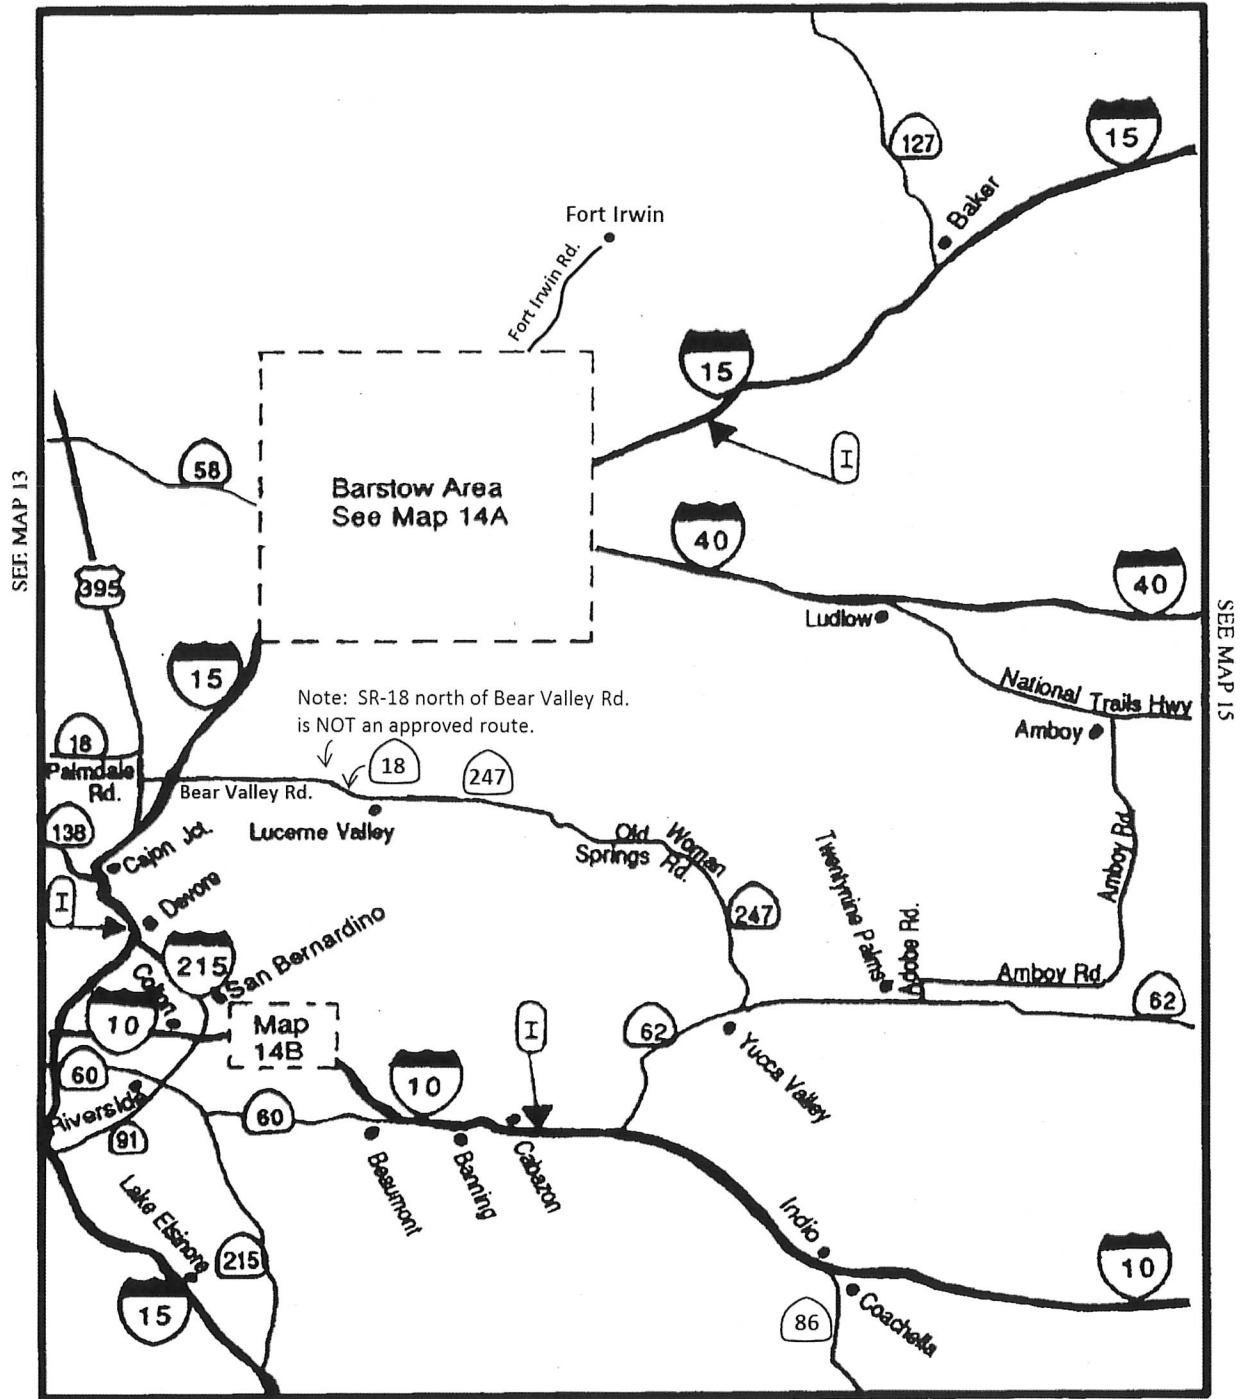 127
15
Baker
Fort Irwin
Fort Irwin Rd.
15
I
58
Barstow Area
See Map 14A
SEE MAP 13
40
40
395
Ludlow
SEE MAP 15
15
Note: SR-18 north of Bear Valley Rd.
is NOT an approved route.
National Trails Hwy
Amboy
18
Palmdale
Rd.
18
247
Bear Valley Rd.
Lucerne Valley
138
Cajon Jct.
Old Woman
Springs Rd.
Twentynine Palms
Amboy Rd.
I
Devore
247
215
San Bernardino
Colton
Adobe Rd.
Amboy Rd.
10
Map
14B
I
62
62
Yucca Valley
60
Riverside
10
60
91
Beaumont
Banning
Cabazon
Lake Elsinore
215
Indio
10
15
86
Coachella